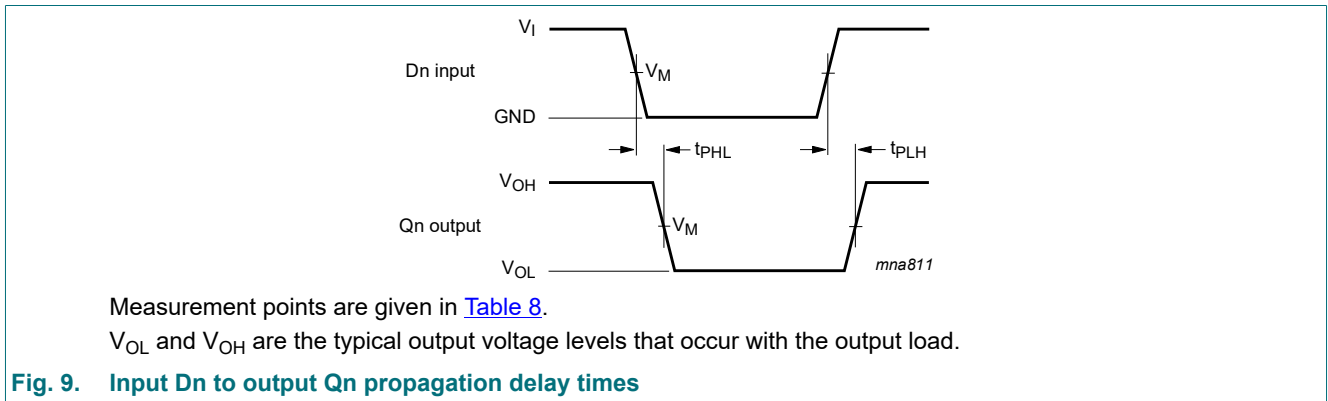 VI
Dn input
VM
GND
tPHL
tPLH
VOH
Qn output
VM
VOL
mna811
Measurement points are given in Table 8.
VOL and VOH are the typical output voltage levels that occur with the output load.
Fig. 9. Input Dn to output Qn propagation delay times